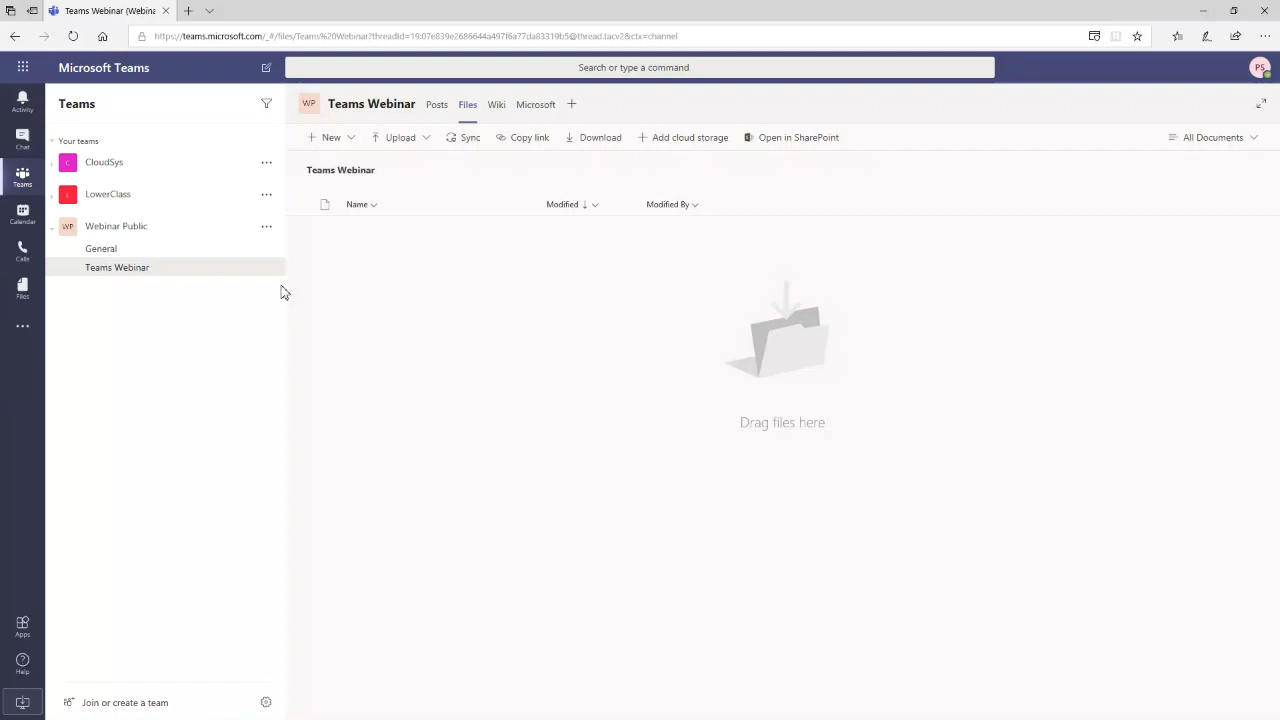 Teams Webinar (Webina
https://teams.microsoft.com/_#/files/Teams%20Webinar?threadId=19:07e839e2686644a497f6a77da83319b5@thread.tacv2&ctx=channel
Microsoft Teams
Search or type a command
PS
Activity
Chat
Teams
Calendar
Calls
Files
Apps
Help
Teams
Your teams
C CloudSys
L LowerClass
WP Webinar Public
General
Teams Webinar
Join or create a team
WP Teams Webinar Posts Files Wiki Microsoft
New Upload Sync Copy link Download Add cloud storage Open in SharePoint All Documents
Teams Webinar
Name Modified Modified By
Drag files here